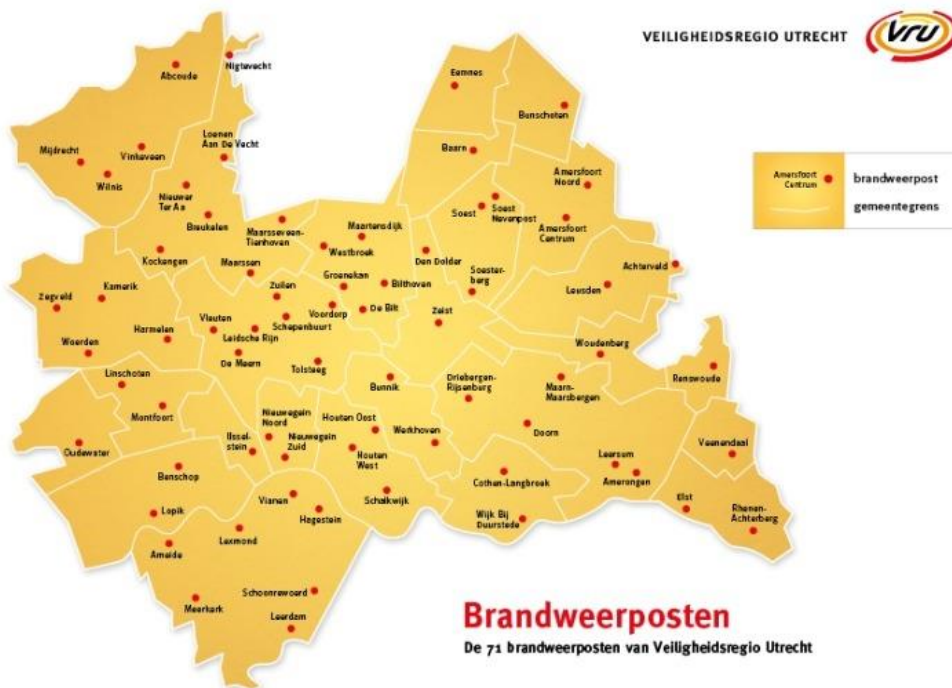 VEILIGHEIDSREGIO UTRECHT
vru
Abcoude
Nigtevecht
Eemnes
Bunschoten
Mijdrecht
Vinkeveen
Loenen
Aan De Vecht
Wilnis
Baarn
Amersfoort
Noord
Amersfoort
Centrum
brandweerpost
gemeentegrens
Nieuwer
Ter Aa
Breukelen
Maarsseveen-
Tienhoven
Maartensdijk
Soest
Soest
Nevenpost
Amersfoort
Centrum
Kockengen
Maarssen
Westbroek
Den Dolder
Achterveld
Zegveld
Kamerik
Zuilen
Groenekan
Bilthoven
Soester-
berg
Leusden
Woerden
Harmelen
Vleuten
Leidsche Rijn
Schepenbuurt
Voordorp
De Bilt
Zeist
De Meern
Tolsteeg
Woudenberg
Linschoten
Bunnik
Driebergen-
Rijsenburg
Maarn-
Maarsbergen
Renswoude
Montfoort
Nieuwegein
Noord
Houten Oost
Oudewater
IJssel-
stein
Nieuwegein
Zuid
Houten
West
Werkhoven
Doorn
Veenendaal
Benschop
Leersum
Amerongen
Cothen-Langbroek
Vianen
Schalkwijk
Elst
Lopik
Hagestein
Wijk Bij
Duurstede
Rhenen-
Achterberg
Ameide
Lexmond
Meerkerk
Schoonrewoerd
Leerdam
Brandweerposten
De 71 brandweerposten van Veiligheidsregio Utrecht